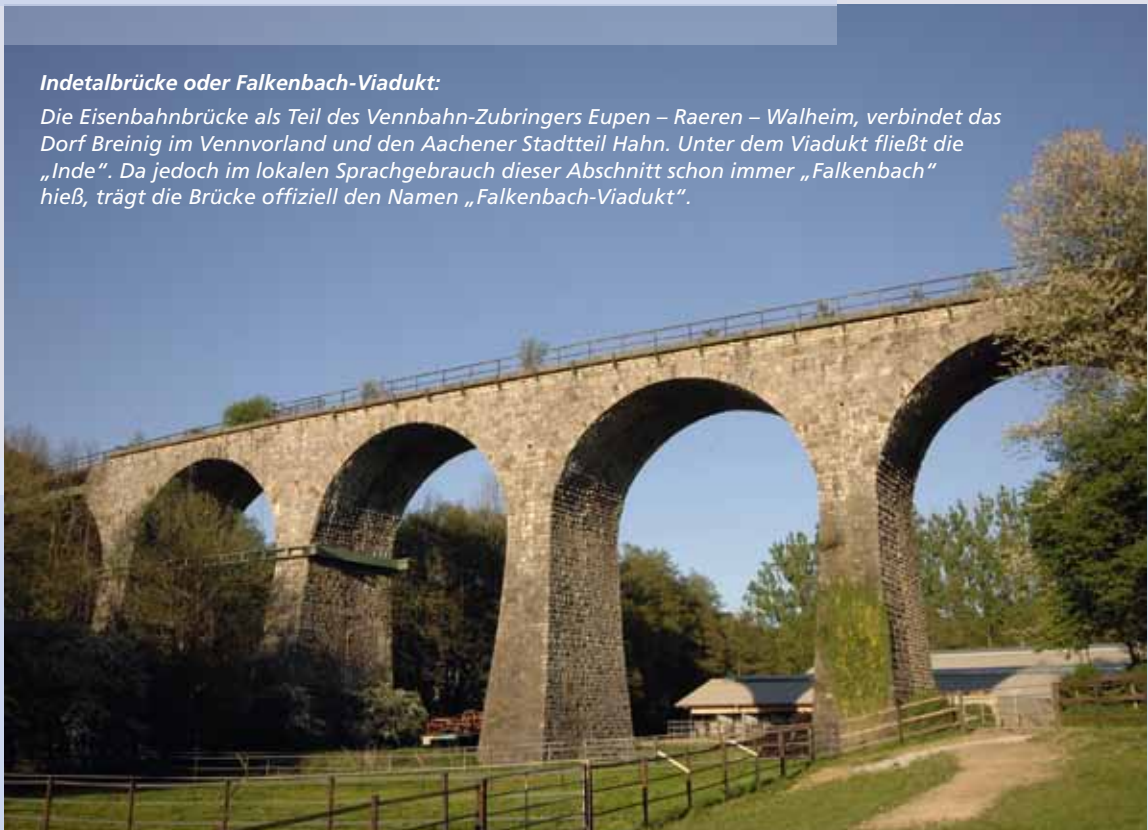 Indetalbrücke oder Falkenbach-Viadukt:
Die Eisenbahnbrücke als Teil des Vennbahn-Zubringers Eupen – Raeren – Walheim, verbindet das
Dorf Breinig im Vennvorland und den Aachener Stadtteil Hahn. Unter dem Viadukt fließt die
„Inde“. Da jedoch im lokalen Sprachgebrauch dieser Abschnitt schon immer „Falkenbach“
hieß, trägt die Brücke offiziell den Namen „Falkenbach-Viadukt“.